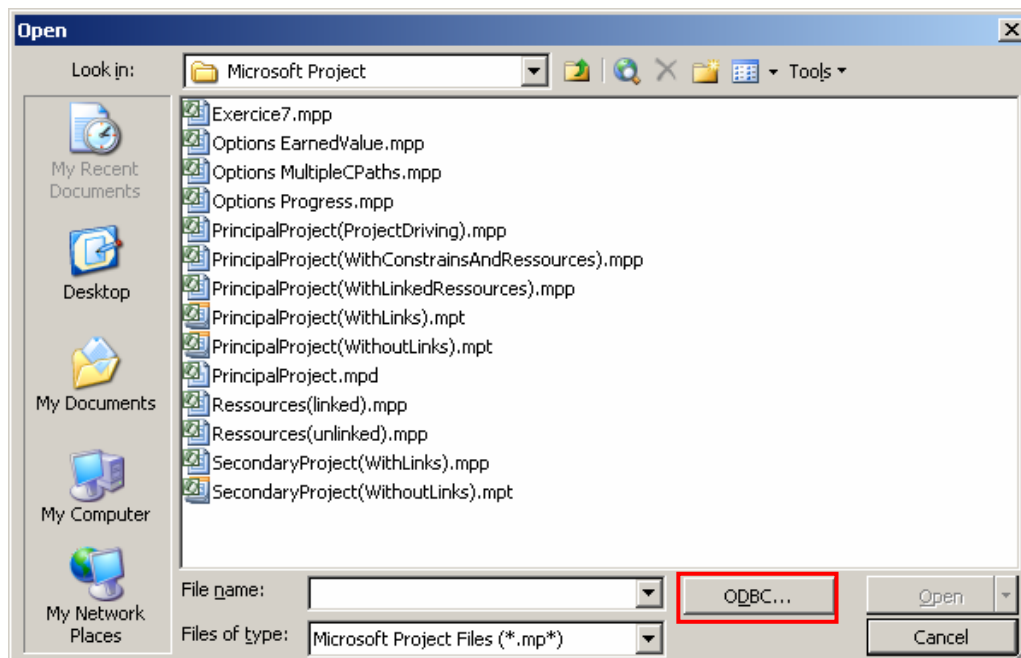 Open
Look in:
Microsoft Project
Tools
My Recent
Documents
Desktop
My Documents
My Computer
My Network
Places
Exercice7.mpp
Options EarnedValue.mpp
Options MultipleCPaths.mpp
Options Progress.mpp
PrincipalProject(ProjectDriving).mpp
PrincipalProject(WithConstrainsAndRessources).mpp
PrincipalProject(WithLinkedRessources).mpp
PrincipalProject(WithLinks).mpt
PrincipalProject(WithoutLinks).mpt
PrincipalProject.mpd
Ressources(linked).mpp
Ressources(unlinked).mpp
SecondaryProject(WithLinks).mpp
SecondaryProject(WithoutLinks).mpt
File name:
ODBC...
Open
Files of type:
Microsoft Project Files (*.mp*)
Cancel